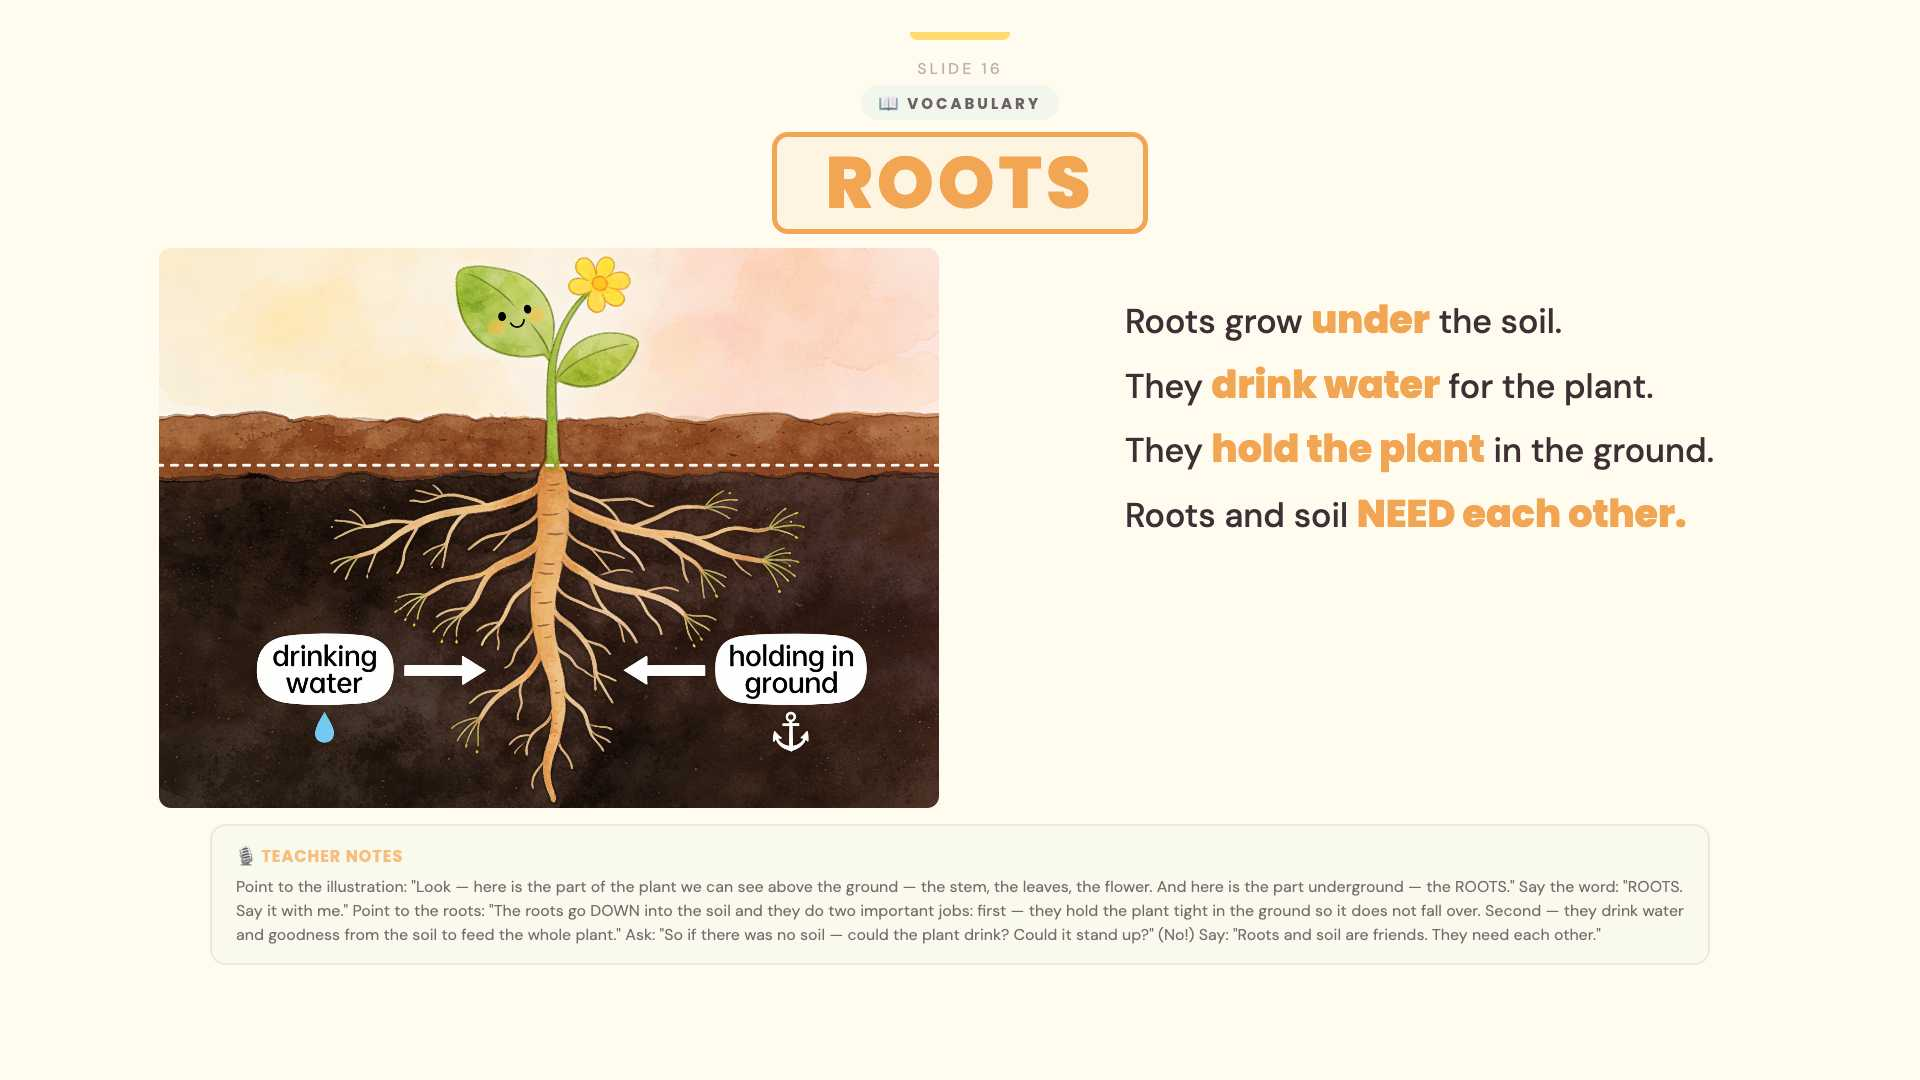 SLIDE 16
📖 VOCABULARY
ROOTS
drinking
water
holding in
ground
Roots grow under the soil.
They drink water for the plant.
They hold the plant in the ground.
Roots and soil NEED each other.
🎙️ TEACHER NOTES
Point to the illustration: "Look — here is the part of the plant we can see above the ground — the stem, the leaves, the flower. And here is the part underground — the ROOTS." Say the word: "ROOTS.
Say it with me." Point to the roots: "The roots go DOWN into the soil and they do two important jobs: first — they hold the plant tight in the ground so it does not fall over. Second — they drink water
and goodness from the soil to feed the whole plant." Ask: "So if there was no soil — could the plant drink? Could it stand up?" (No!) Say: "Roots and soil are friends. They need each other."